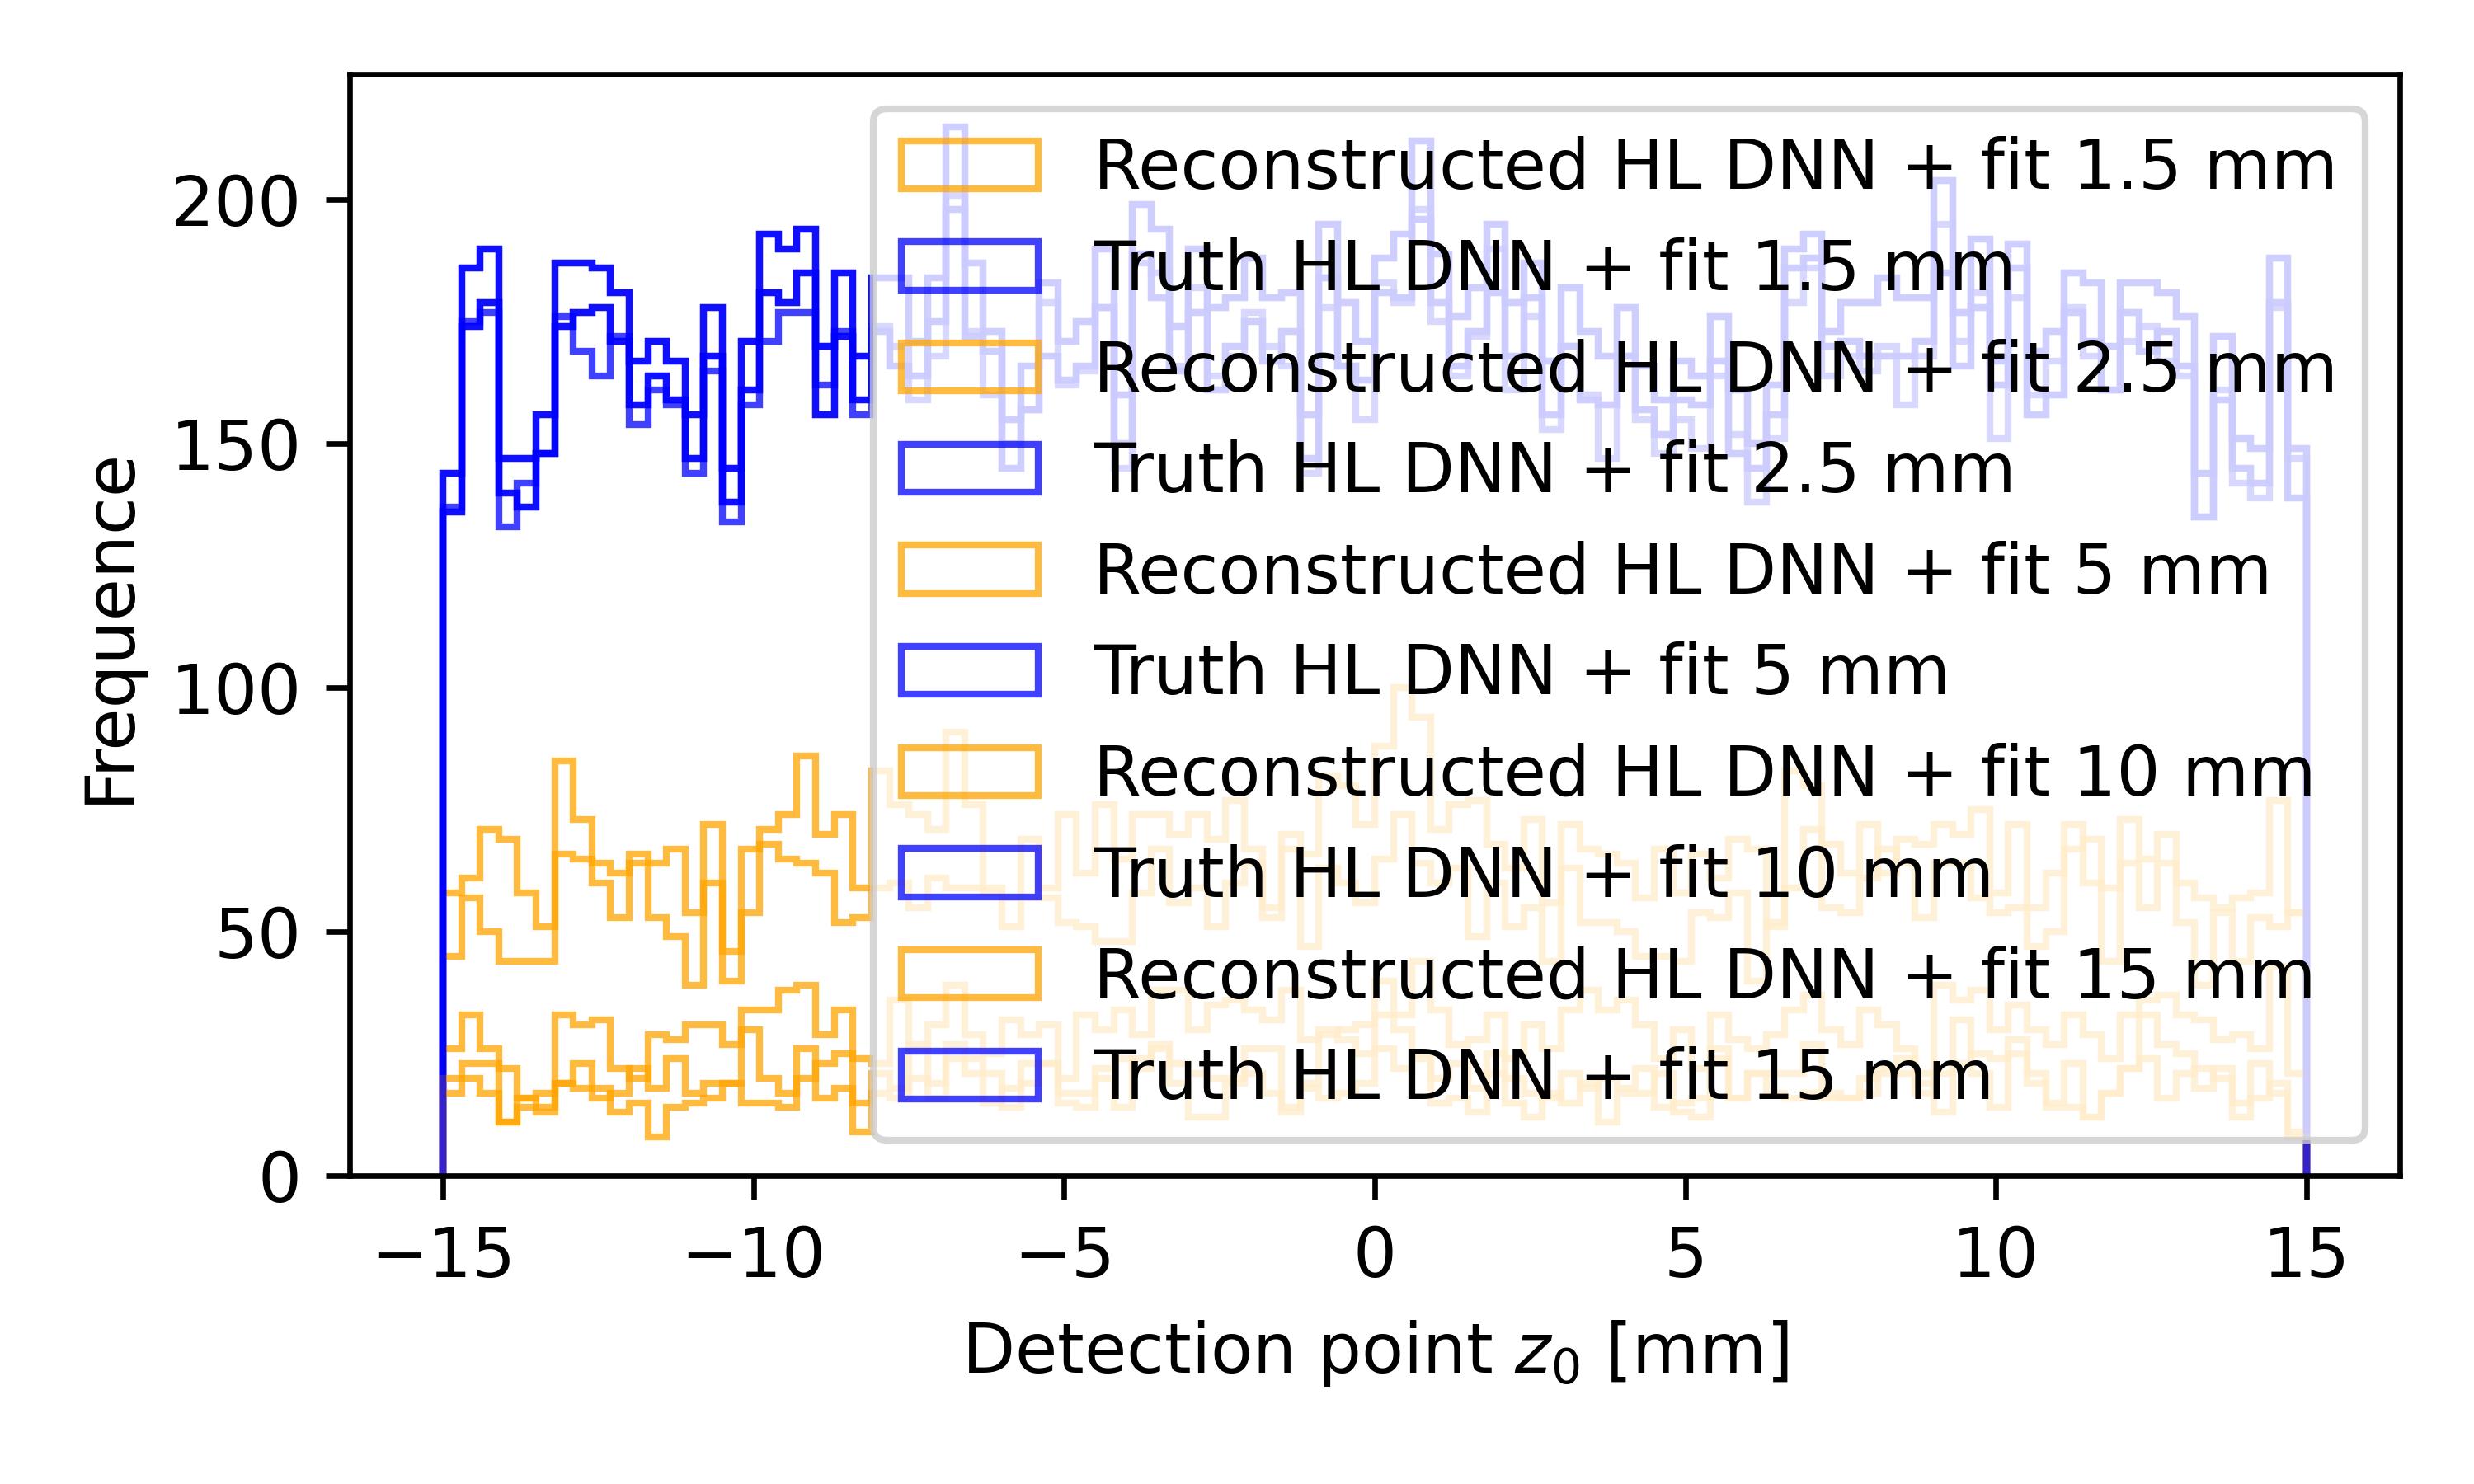 Frequence
200
150
100
50
0
Reconstructed HL DNN + fit 1.5 mm
Truth HL DNN + fit 1.5 mm
Reconstructed HL DNN + fit 2.5 mm
Truth HL DNN + fit 2.5 mm
Reconstructed HL DNN + fit 5 mm
Truth HL DNN + fit 5 mm
Reconstructed HL DNN + fit 10 mm
Truth HL DNN + fit 10 mm
Reconstructed HL DNN + fit 15 mm
Truth HL DNN + fit 15 mm
−15 −10 −5 0 5 10 15
Detection point z₀ [mm]